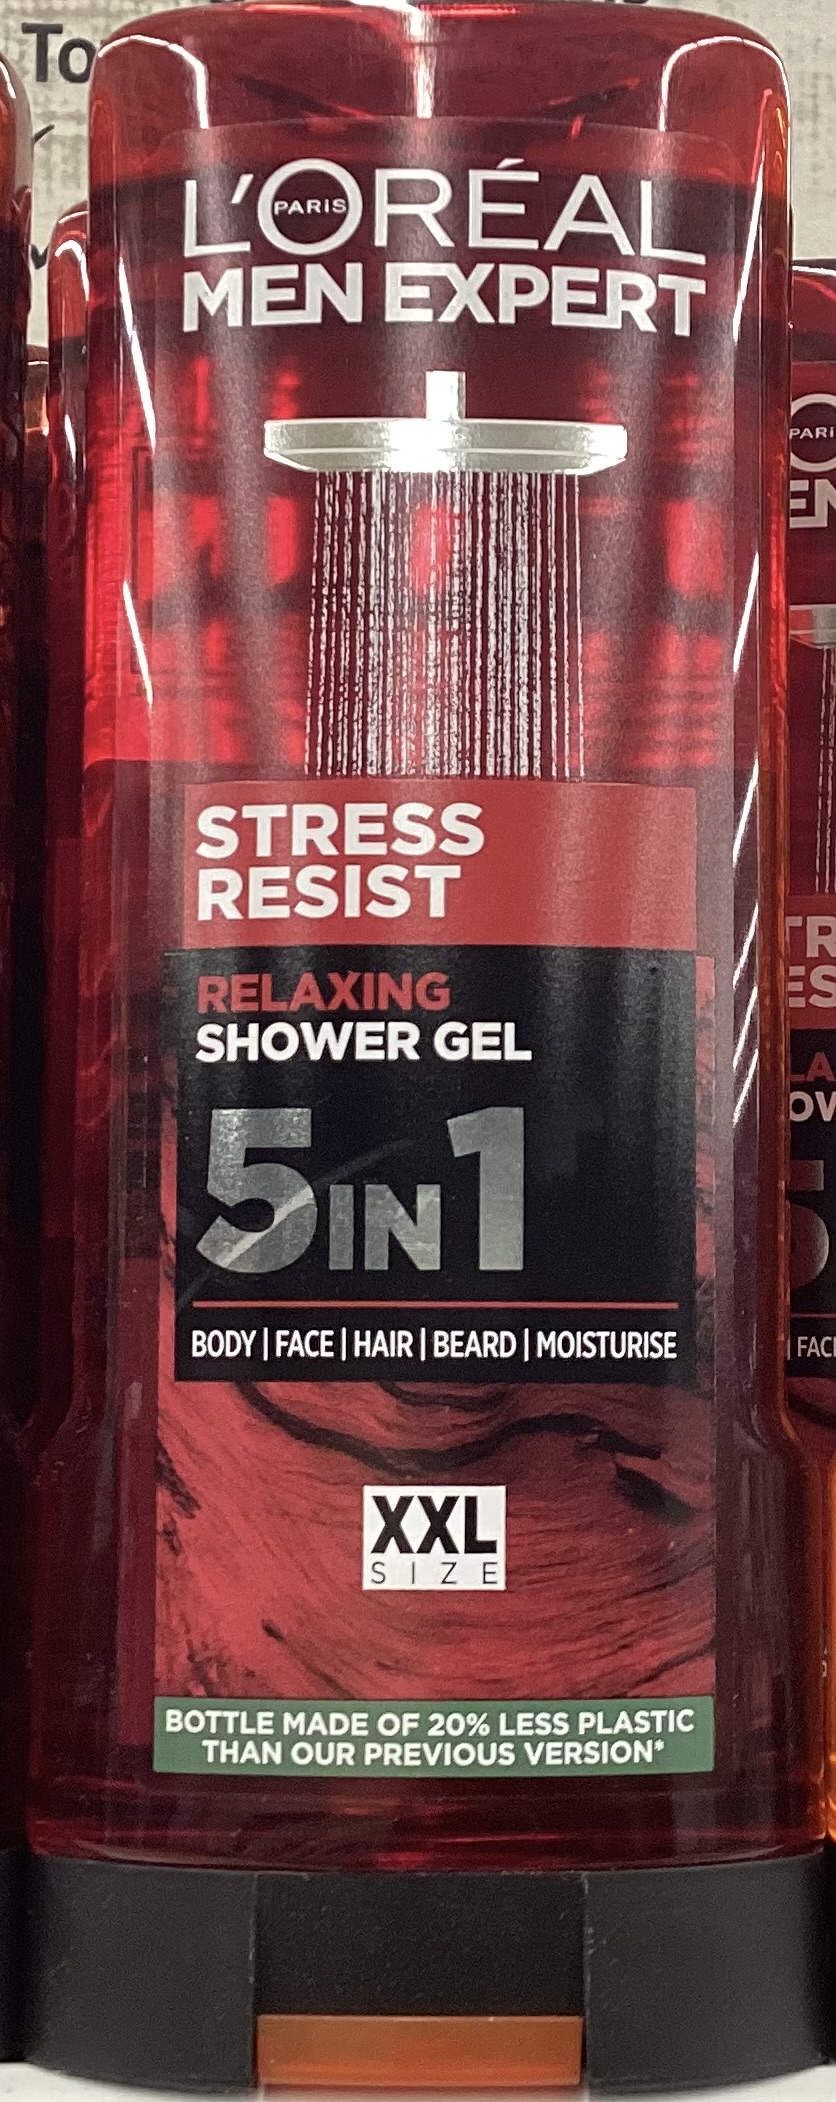 To
L'ORÉAL
PARIS
MEN EXPERT
STRESS
RESIST
RELAXING
SHOWER GEL
5IN1
BODY | FACE | HAIR | BEARD | MOISTURISE
XXL
SIZE
BOTTLE MADE OF 20% LESS PLASTIC
THAN OUR PREVIOUS VERSION*